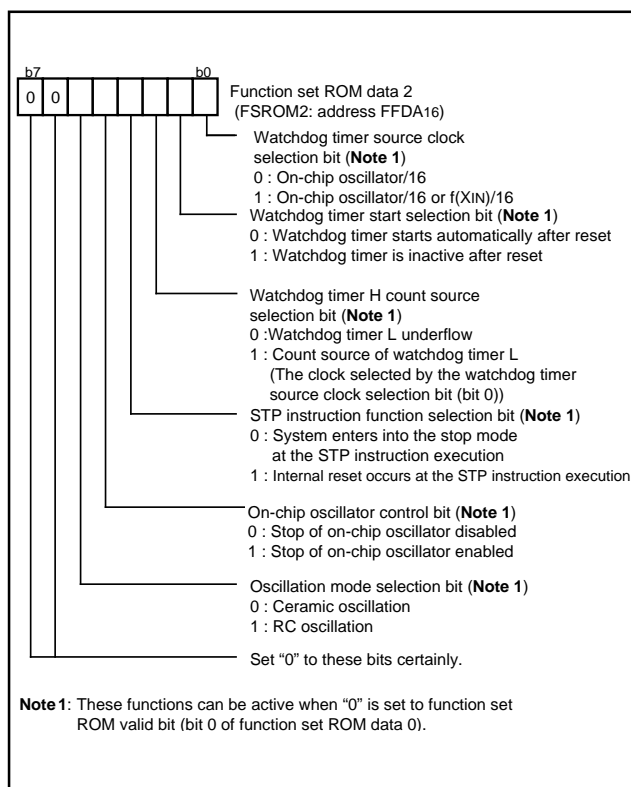 b7 b0
0 0
Function set ROM data 2
(FSROM2: address FFDA16)
Watchdog timer source clock
selection bit (Note 1)
0 : On-chip oscillator/16
1 : On-chip oscillator/16 or f(XIN)/16
Watchdog timer start selection bit (Note 1)
0 : Watchdog timer starts automatically after reset
1 : Watchdog timer is inactive after reset
Watchdog timer H count source
selection bit (Note 1)
0 :Watchdog timer L underflow
1 : Count source of watchdog timer L
(The clock selected by the watchdog timer
source clock selection bit (bit 0))
STP instruction function selection bit (Note 1)
0 : System enters into the stop mode
at the STP instruction execution
1 : Internal reset occurs at the STP instruction execution
On-chip oscillator control bit (Note 1)
0 : Stop of on-chip oscillator disabled
1 : Stop of on-chip oscillator enabled
Oscillation mode selection bit (Note 1)
0 : Ceramic oscillation
1 : RC oscillation
Set “0” to these bits certainly.
Note 1: These functions can be active when “0” is set to function set
ROM valid bit (bit 0 of function set ROM data 0).